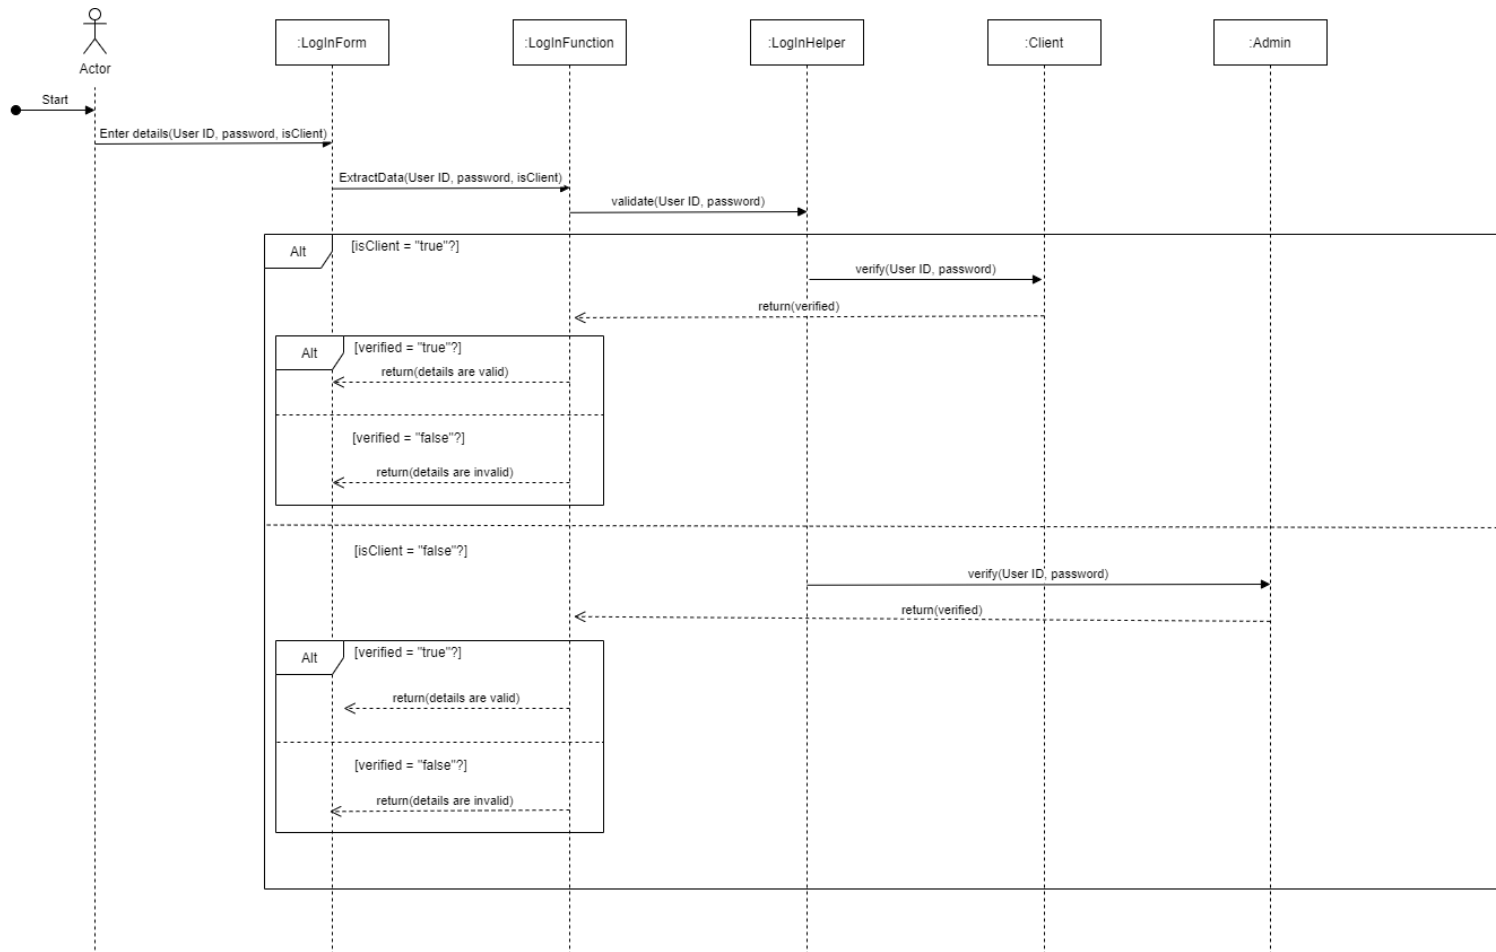 Actor
:LogInForm
:LogInFunction
:LogInHelper
:Client
:Admin
Start
Enter details(User ID, password, isClient)
ExtractData(User ID, password, isClient)
validate(User ID, password)
Alt
[isClient = "true"?]
verify(User ID, password)
return(verified)
Alt
[verified = "true"?]
return(details are valid)
[verified = "false"?]
return(details are invalid)
[isClient = "false"?]
verify(User ID, password)
return(verified)
Alt
[verified = "true"?]
return(details are valid)
[verified = "false"?]
return(details are invalid)